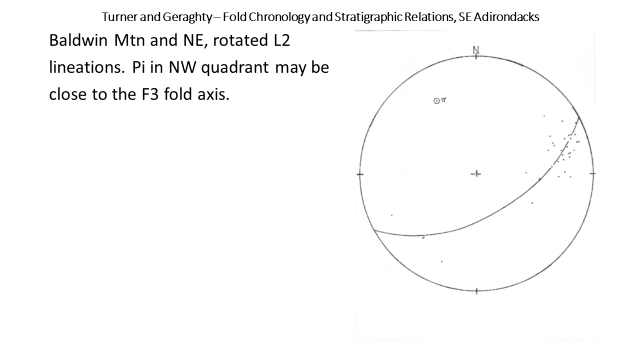 Turner and Geraghty – Fold Chronology and Stratigraphic Relations, SE Adirondacks
Baldwin Mtn and NE, rotated L2
lineations. Pi in NW quadrant may be
close to the F3 fold axis.
N
π